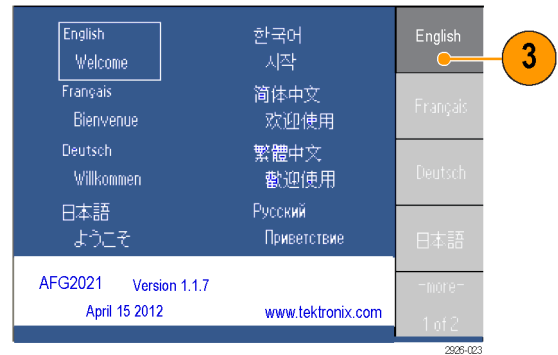 English
Welcome
Français
Bienvenue
Deutsch
Willkommen
日本語
ようこそ
한국어
시작
简体中文
欢迎使用
繁體中文
歡迎使用
Русский
Приветствие
AFG2021 Version 1.1.7
April 15 2012 www.tektronix.com
English
Français
Deutsch
日本語
-more-
1 of 2
3
2926-023